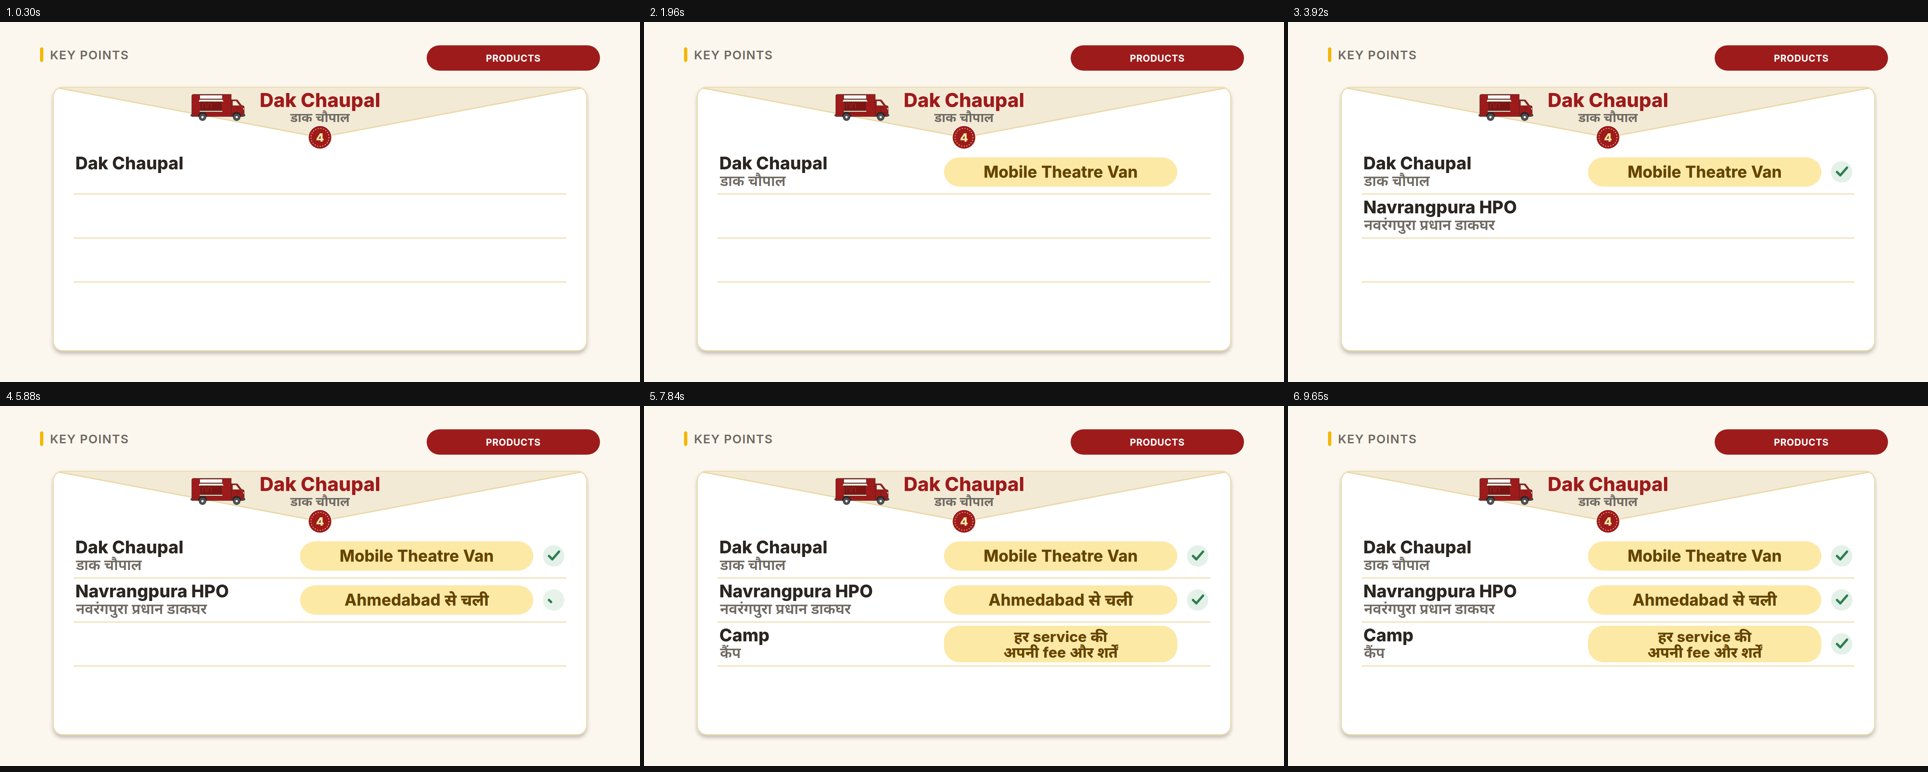 1. 0.30s
KEY POINTS
PRODUCTS
Dak Chaupal
डाक चौपाल
4
Dak Chaupal
2. 1.96s
KEY POINTS
PRODUCTS
Dak Chaupal
डाक चौपाल
4
Dak Chaupal
डाक चौपाल
Mobile Theatre Van
3. 3.92s
KEY POINTS
PRODUCTS
Dak Chaupal
डाक चौपाल
4
Dak Chaupal
डाक चौपाल
Mobile Theatre Van
Navrangpura HPO
नवरंगपुरा प्रधान डाकघर
4. 5.88s
KEY POINTS
PRODUCTS
Dak Chaupal
डाक चौपाल
4
Dak Chaupal
डाक चौपाल
Mobile Theatre Van
Navrangpura HPO
नवरंगपुरा प्रधान डाकघर
Ahmedabad से चली
5. 7.84s
KEY POINTS
PRODUCTS
Dak Chaupal
डाक चौपाल
4
Dak Chaupal
डाक चौपाल
Mobile Theatre Van
Navrangpura HPO
नवरंगपुरा प्रधान डाकघर
Ahmedabad से चली
Camp
कैंप
हर service की
अपनी fee और शर्तें
6. 9.65s
KEY POINTS
PRODUCTS
Dak Chaupal
डाक चौपाल
4
Dak Chaupal
डाक चौपाल
Mobile Theatre Van
Navrangpura HPO
नवरंगपुरा प्रधान डाकघर
Ahmedabad से चली
Camp
कैंप
हर service की
अपनी fee और शर्तें